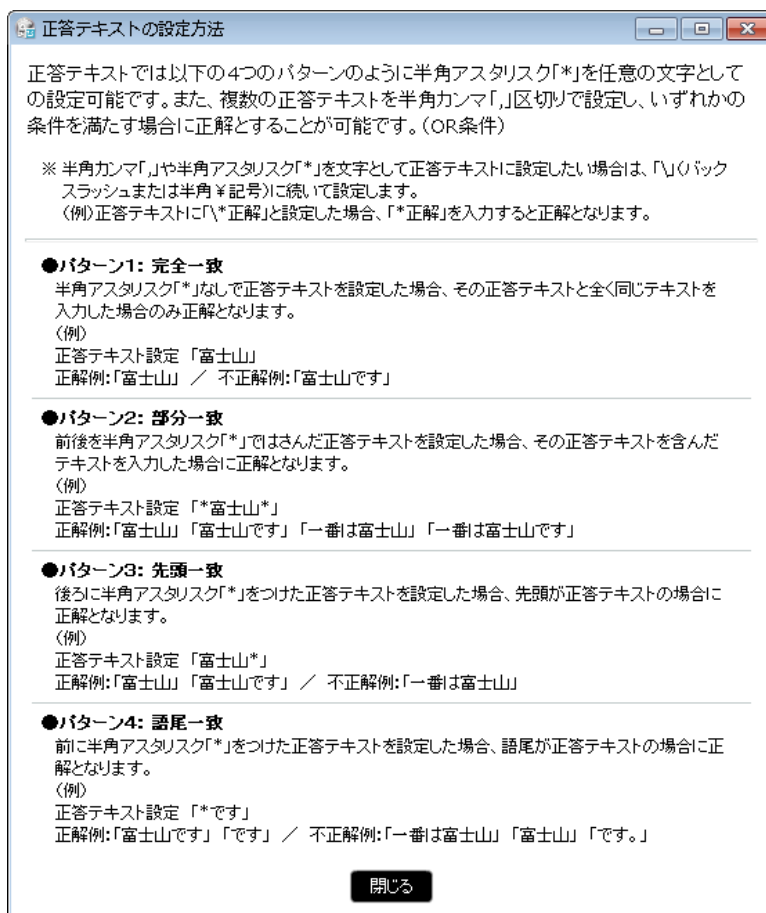 正答テキストの設定方法
正答テキストでは以下の4つのパターンのように半角アスタリスク「*」を任意の文字として
の設定可能です。また、複数の正答テキストを半角カンマ「,」区切りで設定し、いずれかの
条件を満たす場合に正解とすることが可能です。(OR条件)
※ 半角カンマ「,」や半角アスタリスク「*」を文字として正答テキストに設定したい場合は、「\」(バック
スラッシュまたは半角￥記号)に続いて設定します。
(例)正答テキストに「\*正解」と設定した場合、「*正解」を入力すると正解となります。
●パターン1: 完全一致
半角アスタリスク「*」なしで正答テキストを設定した場合、その正答テキストと全く同じテキストを
入力した場合のみ正解となります。
(例)
正答テキスト設定 「富士山」
正解例:「富士山」 ／ 不正解例:「富士山です」
●パターン2: 部分一致
前後を半角アスタリスク「*」ではさんだ正答テキストを設定した場合、その正答テキストを含んだ
テキストを入力した場合に正解となります。
(例)
正答テキスト設定 「*富士山*」
正解例:「富士山」「富士山です」「一番は富士山」「一番は富士山です」
●パターン3: 先頭一致
後ろに半角アスタリスク「*」をつけた正答テキストを設定した場合、先頭が正答テキストの場合に
正解となります。
(例)
正答テキスト設定 「富士山*」
正解例:「富士山」「富士山です」 ／ 不正解例:「一番は富士山」
●パターン4: 語尾一致
前に半角アスタリスク「*」をつけた正答テキストを設定した場合、語尾が正答テキストの場合に正
解となります。
(例)
正答テキスト設定 「*です」
正解例:「富士山です」「です」 ／ 不正解例:「一番は富士山」「富士山」「です。」
閉じる